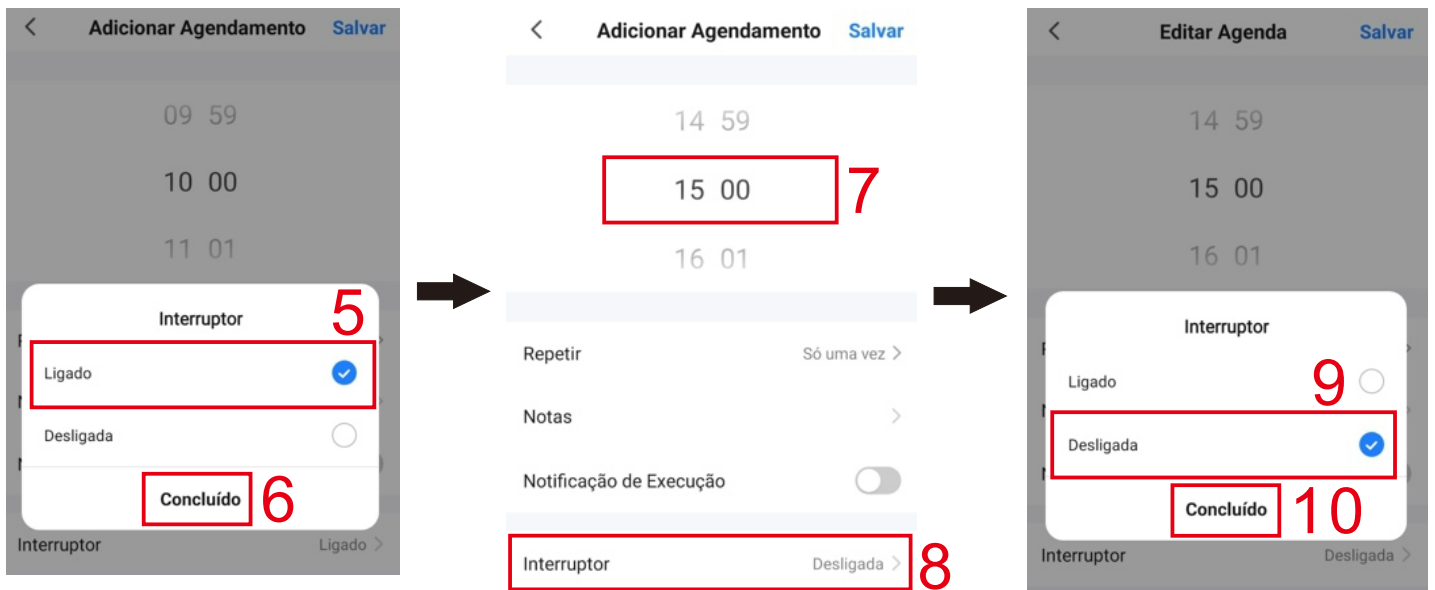 Adicionar Agendamento Salvar
09 59
10 00
11 01
Interruptor
5
Ligado
Desligada
Concluído
6
Interruptor Ligado
Adicionar Agendamento Salvar
14 59
15 00
7
16 01
Repetir Só uma vez
Notas
Notificação de Execução
Interruptor Desligada
8
Editar Agenda Salvar
14 59
15 00
16 01
Interruptor
Ligado
9
Desligada
Concluído
10
Interruptor Desligada